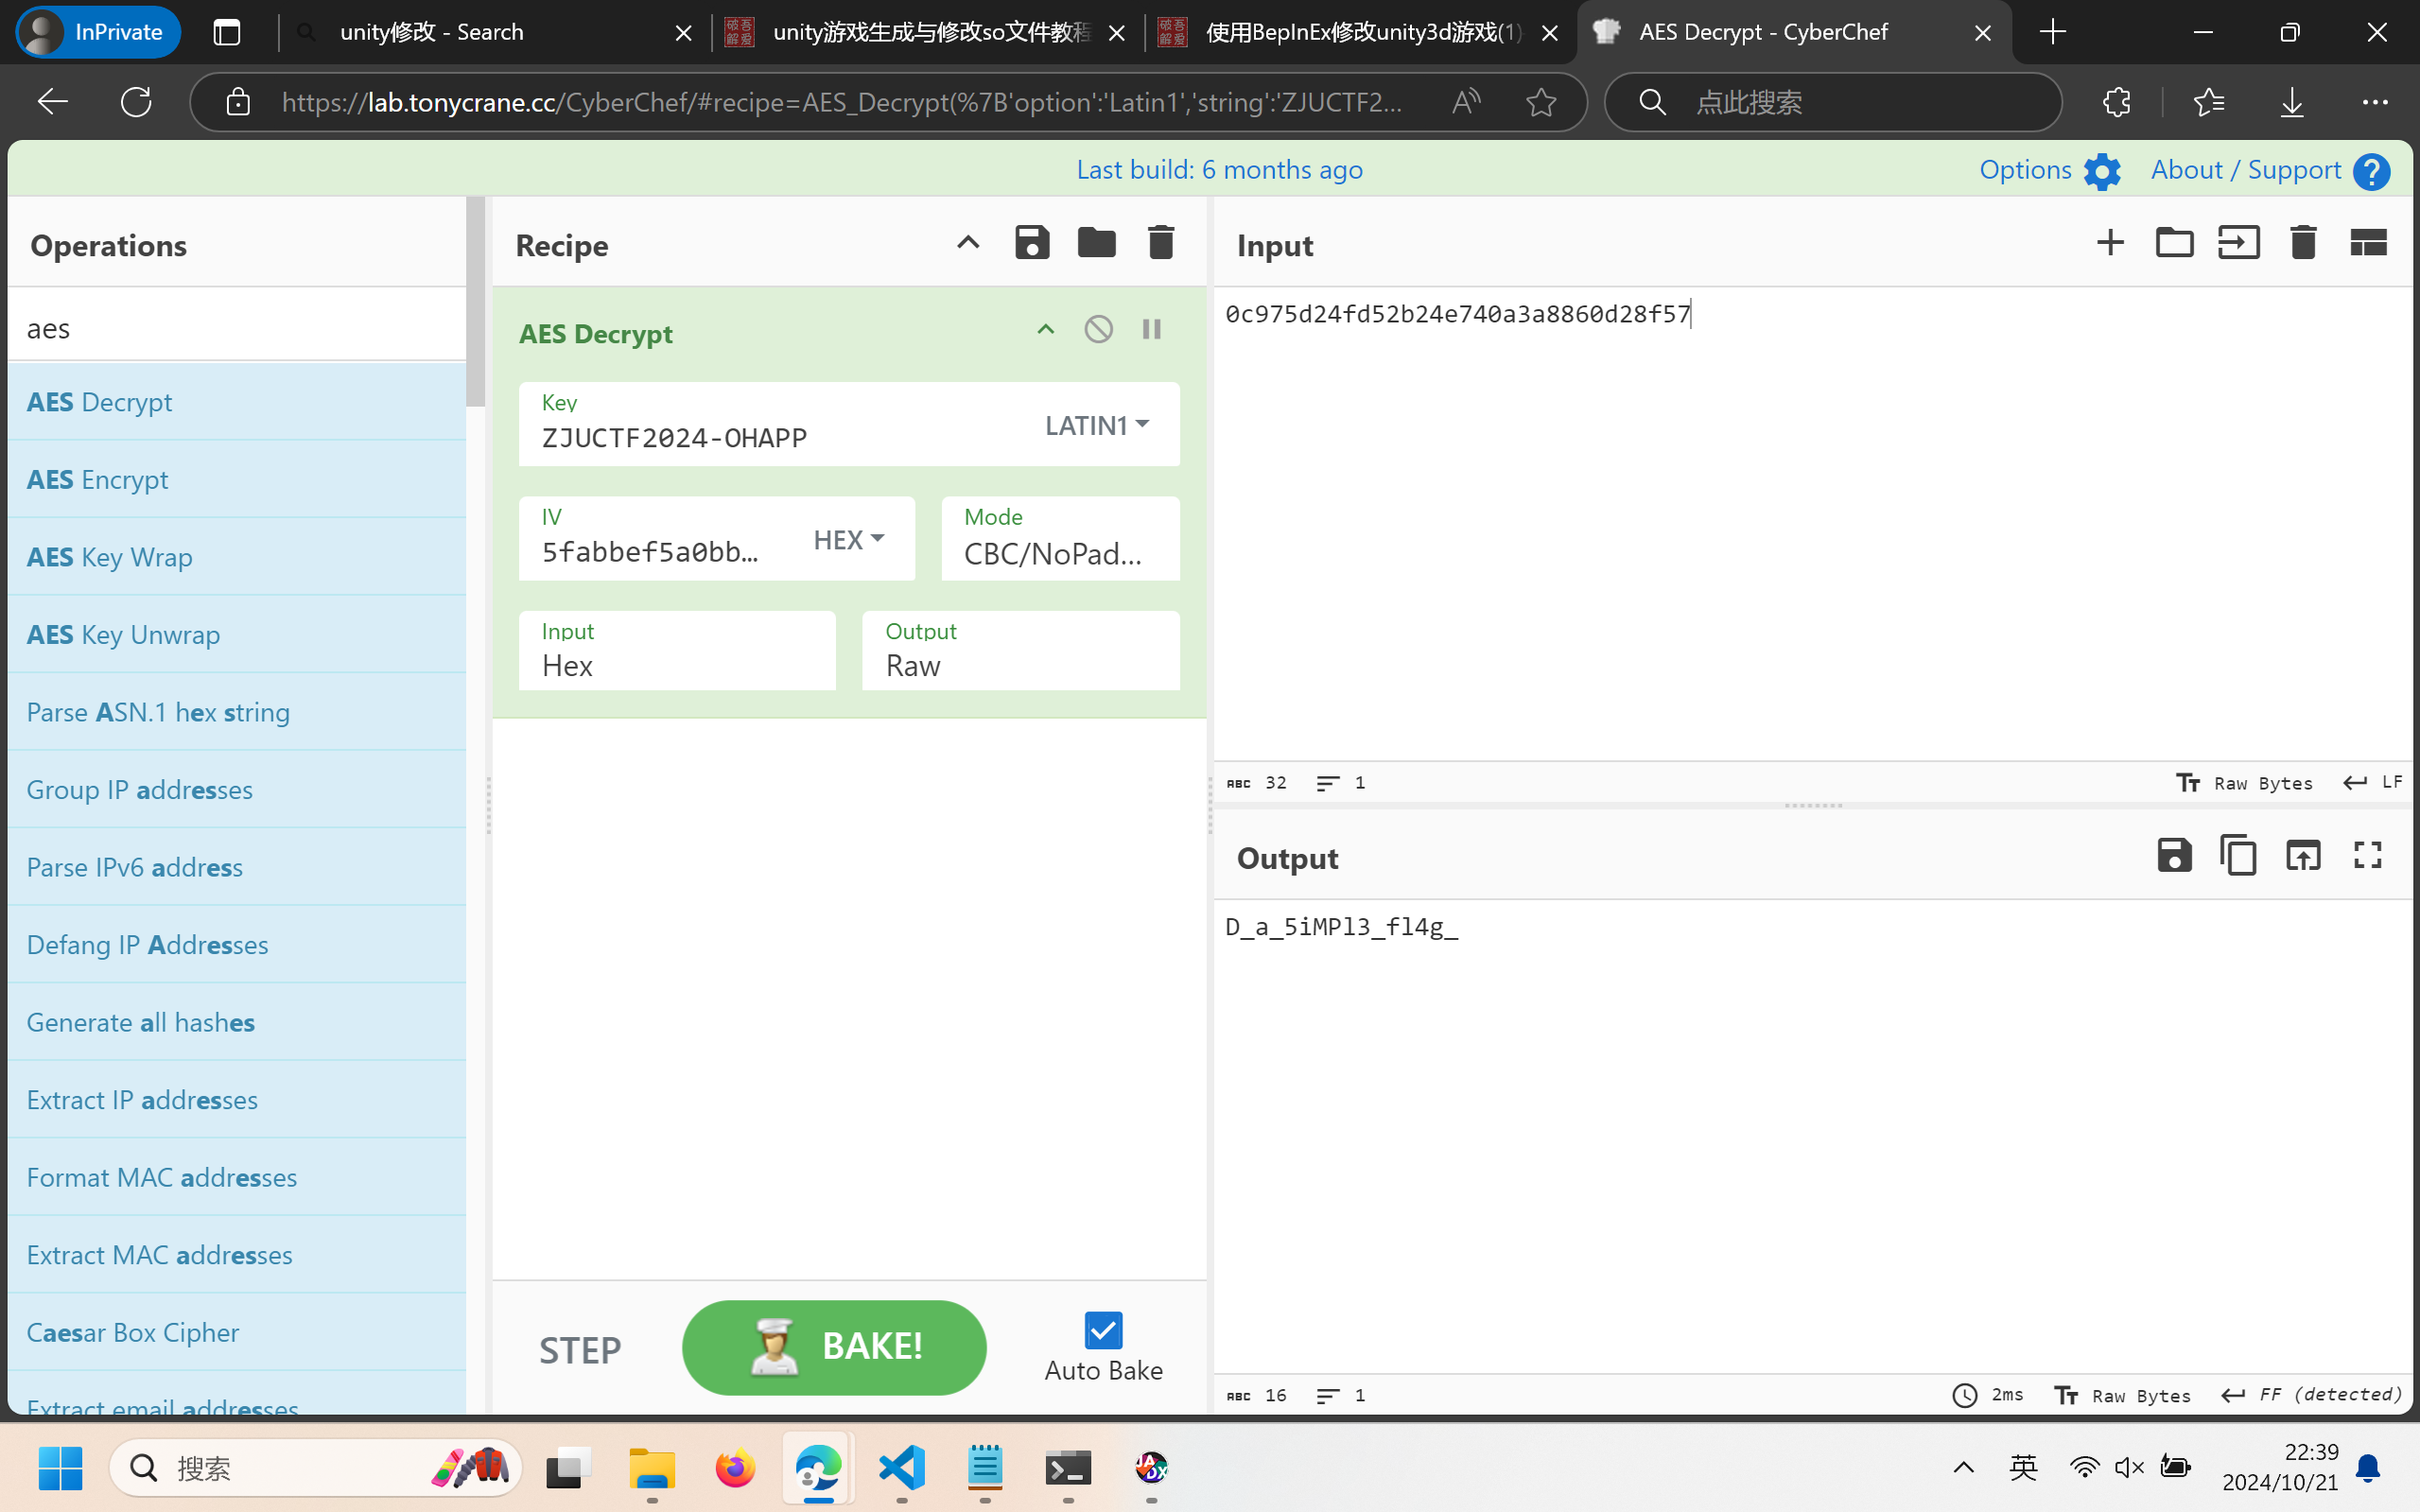 InPrivate
unity修改 - Search
unity游戏生成与修改so文件教程
使用BepInEx修改unity3d游戏(1)
AES Decrypt - CyberChef
https://lab.tonycrane.cc/CyberChef/#recipe=AES_Decrypt(%7B'option':'Latin1','string':'ZJUCTF2...
点此搜索
Last build: 6 months ago
Options
About / Support
Operations
aes
AES Decrypt
AES Encrypt
AES Key Wrap
AES Key Unwrap
Parse ASN.1 hex string
Group IP addresses
Parse IPv6 address
Defang IP Addresses
Generate all hashes
Extract IP addresses
Format MAC addresses
Extract MAC addresses
Caesar Box Cipher
Extract email addresses
Recipe
AES Decrypt
Key
ZJUCTF2024-OHAPP
LATIN1
IV
5fabbef5a0bb...
HEX
Mode
CBC/NoPad...
Input
Hex
Output
Raw
STEP
BAKE!
Auto Bake
Input
0c975d24fd52b24e740a3a8860d28f57
ABC 32
1
Raw Bytes
LF
Output
D_a_5iMPl3_fl4g_
ABC 16
1
2ms
Raw Bytes
FF (detected)
搜索
英
22:39
2024/10/21